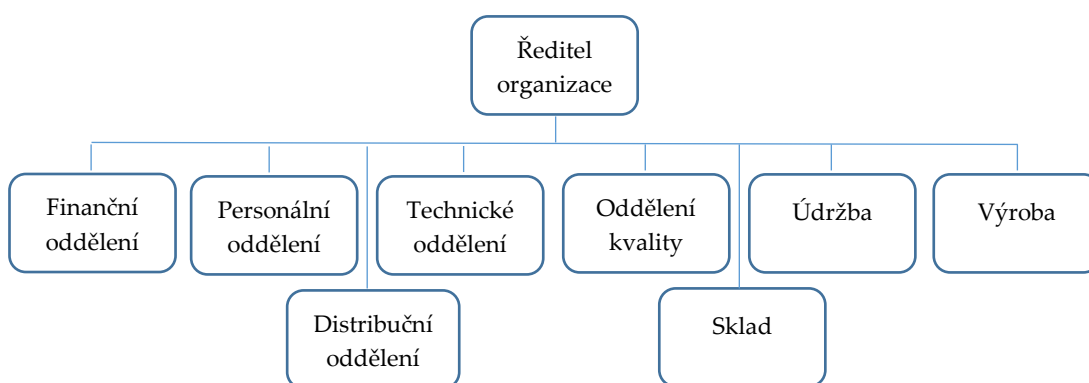 Ředitel
organizace
Finanční
oddělení
Personální
oddělení
Technické
oddělení
Oddělení
kvality
Údržba
Výroba
Distribuční
oddělení
Sklad